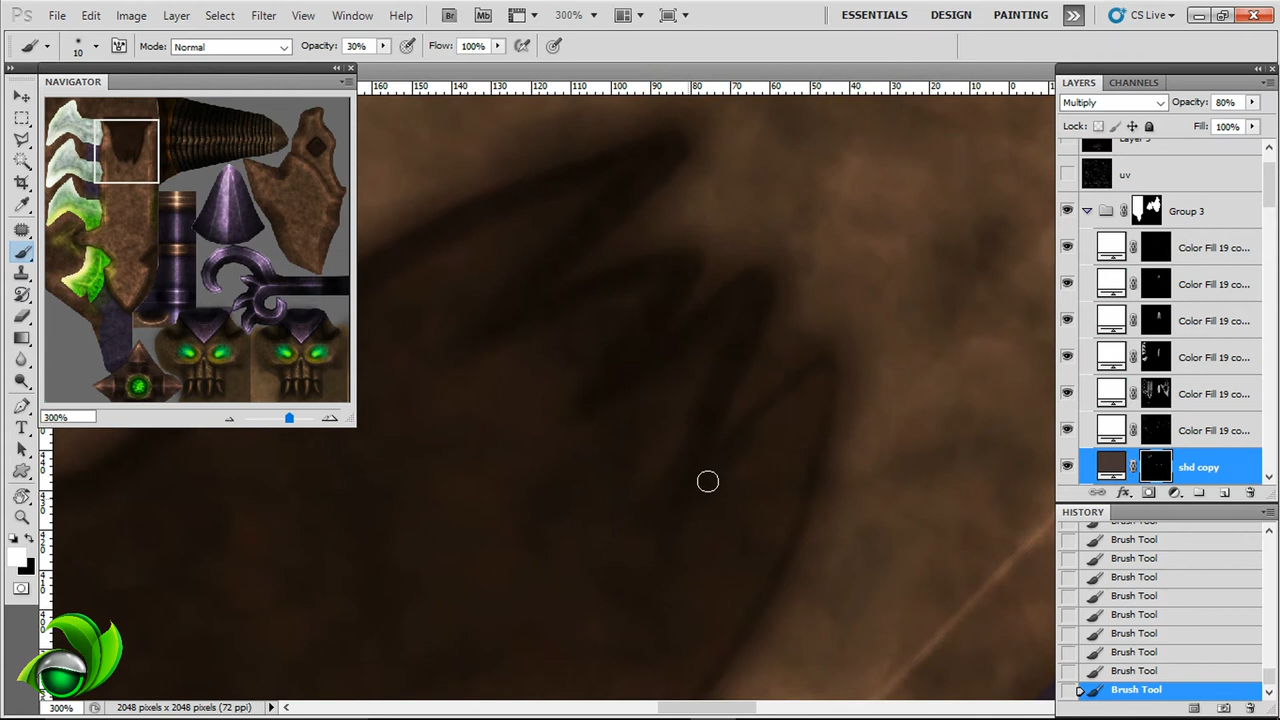 Ps File Edit Image Layer Select Filter View Window Help Br Mb 300% ESSENTIALS DESIGN PAINTING CS Live
10 Mode: Normal Opacity: 30% Flow: 100%
NAVIGATOR
300%
160 150 140 130 120 110 100 90 80 70 60 50 40 30 20 10 0
LAYERS CHANNELS
Multiply Opacity: 80%
Lock: Fill: 100%
uv
Group 3
Color Fill 19 co...
Color Fill 19 co...
Color Fill 19 co...
Color Fill 19 co...
Color Fill 19 co...
Color Fill 19 co...
shd copy
HISTORY
Brush Tool
Brush Tool
Brush Tool
Brush Tool
Brush Tool
Brush Tool
Brush Tool
Brush Tool
Brush Tool
300% 2048 pixels x 2048 pixels (72 ppi)